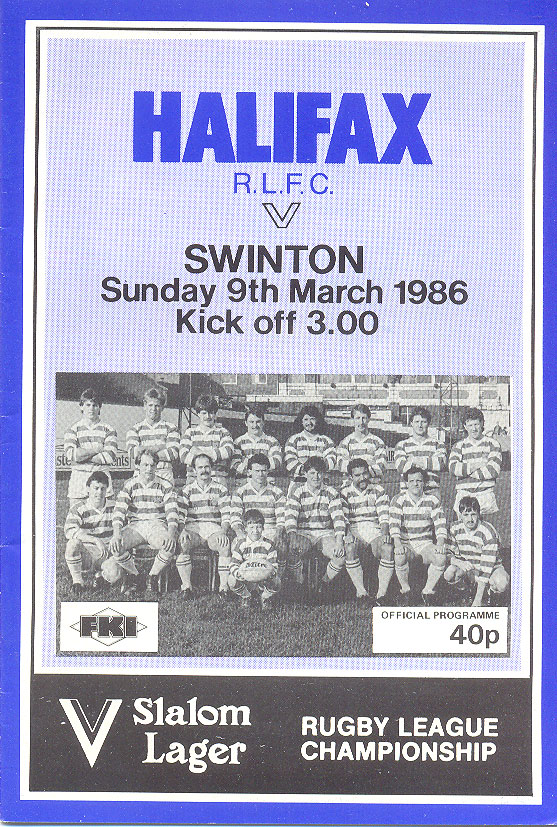 HALIFAX
R.L.F.C.
V
SWINTON
Sunday 9th March 1986
Kick off 3.00
FKI
OFFICIAL PROGRAMME
40p
V Slalom
Lager
RUGBY LEAGUE
CHAMPIONSHIP